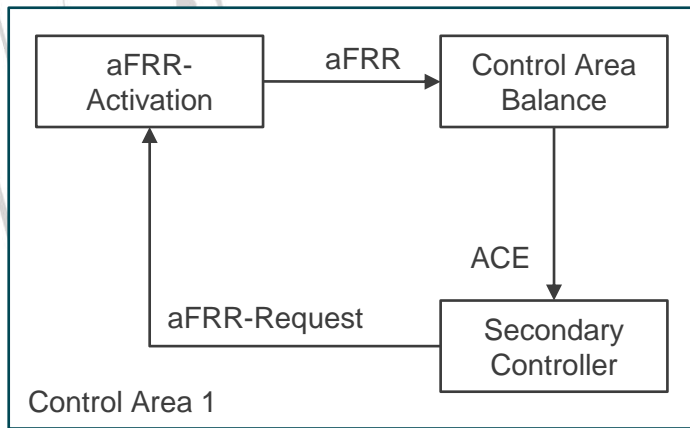 aFRR-
Activation
aFRR
Control Area
Balance
ACE
aFRR-Request
Secondary
Controller
Control Area 1